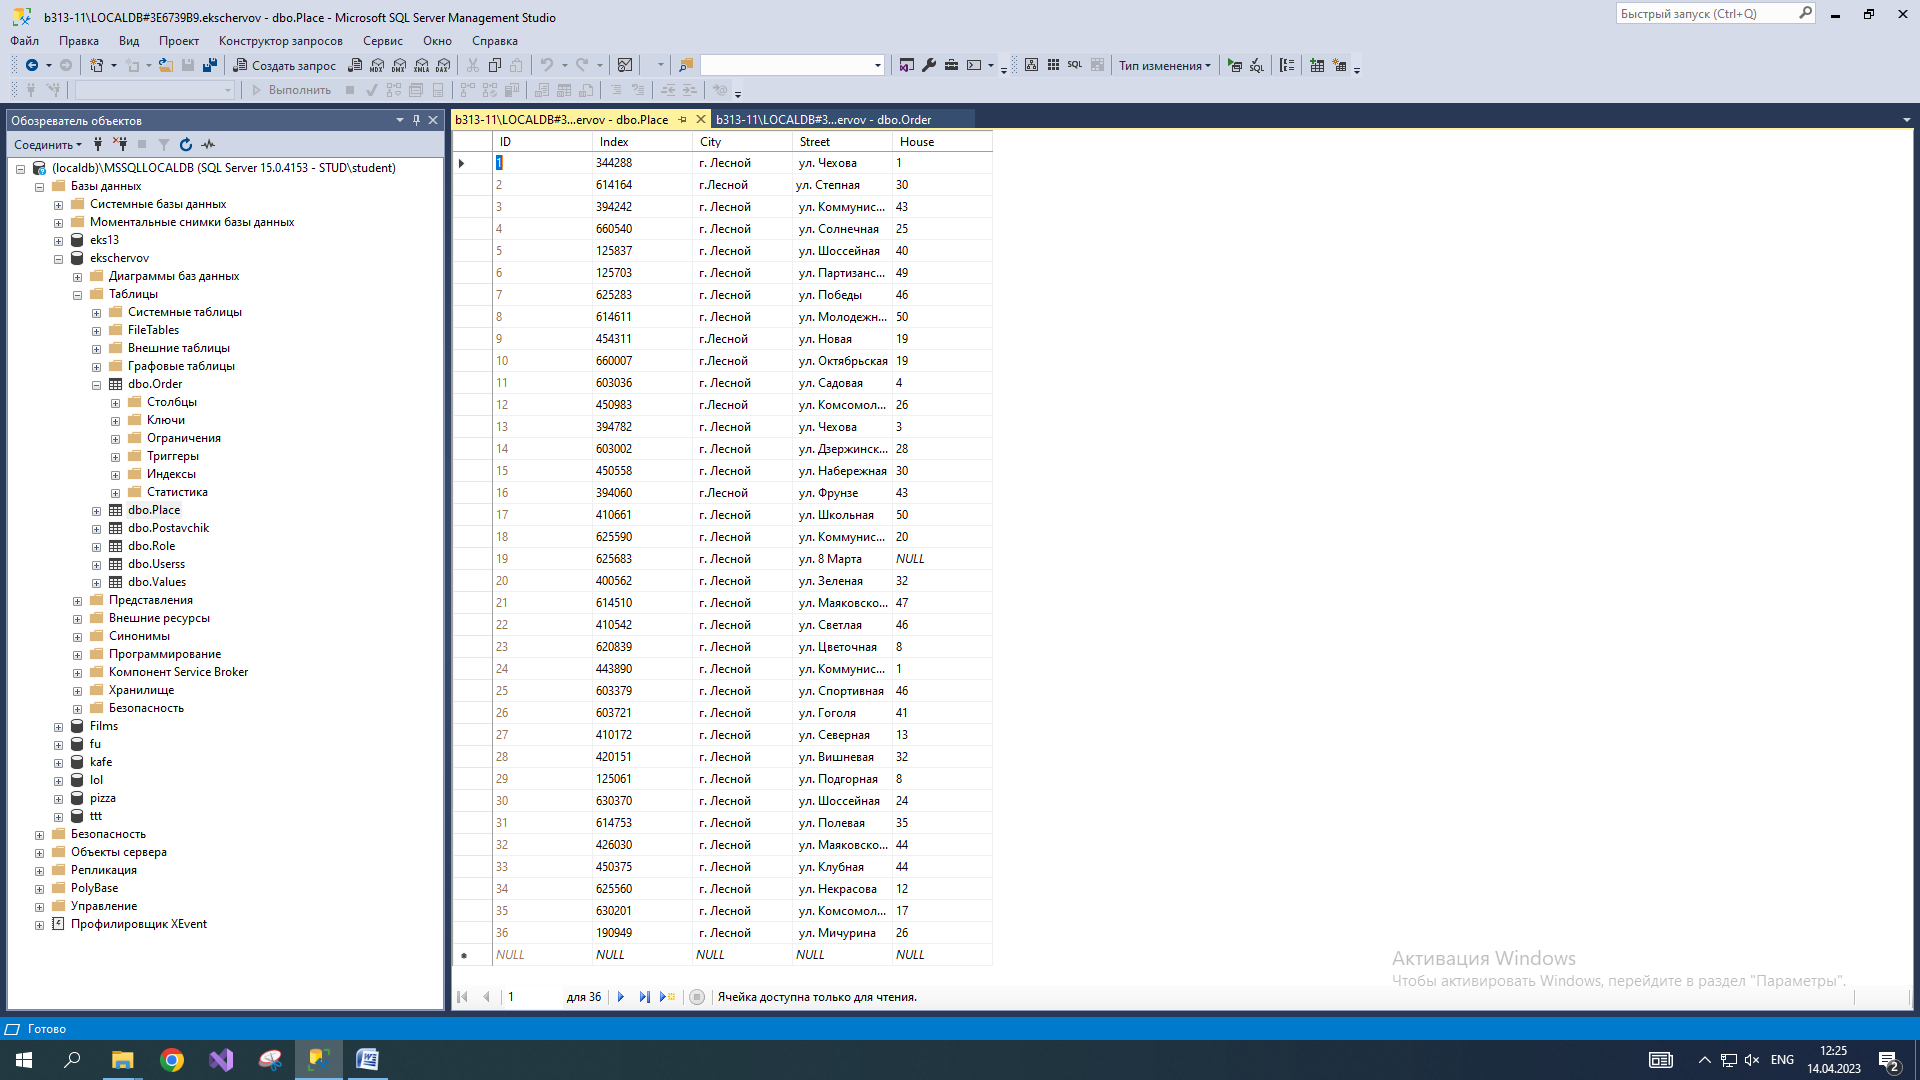 b313-11\LOCALDB#3E6739B9.ekschervov - dbo.Place - Microsoft SQL Server Management Studio
Быстрый запуск (Ctrl+Q)
Файл Правка Вид Проект Конструктор запросов Сервис Окно Справка
Создать запрос MDX DMX XMLA DAX SQL Тип изменения
Выполнить
Обозреватель объектов
b313-11\LOCALDB#3...ervov - dbo.Place
b313-11\LOCALDB#3...ervov - dbo.Order
Соединить
(localdb)\MSSQLLOCALDB (SQL Server 15.0.4153 - STUD\student)
Базы данных
Системные базы данных
Моментальные снимки базы данных
eks13
ekschervov
Диаграммы баз данных
Таблицы
Системные таблицы
FileTables
Внешние таблицы
Графовые таблицы
dbo.Order
Столбцы
Ключи
Ограничения
Триггеры
Индексы
Статистика
dbo.Place
dbo.Postavchik
dbo.Role
dbo.Userss
dbo.Values
Представления
Внешние ресурсы
Синонимы
Программирование
Компонент Service Broker
Хранилище
Безопасность
Films
fu
kafe
lol
pizza
ttt
Безопасность
Объекты сервера
Репликация
PolyBase
Управление
Профилировщик XEvent
ID Index City Street House
1 344288 г. Лесной ул. Чехова 1
2 614164 г.Лесной ул. Степная 30
3 394242 г. Лесной ул. Коммунис... 43
4 660540 г. Лесной ул. Солнечная 25
5 125837 г. Лесной ул. Шоссейная 40
6 125703 г. Лесной ул. Партизанс... 49
7 625283 г. Лесной ул. Победы 46
8 614611 г. Лесной ул. Молодежн... 50
9 454311 г.Лесной ул. Новая 19
10 660007 г.Лесной ул. Октябрьская 19
11 603036 г. Лесной ул. Садовая 4
12 450983 г.Лесной ул. Комсомол... 26
13 394782 г. Лесной ул. Чехова 3
14 603002 г. Лесной ул. Дзержинск... 28
15 450558 г. Лесной ул. Набережная 30
16 394060 г.Лесной ул. Фрунзе 43
17 410661 г. Лесной ул. Школьная 50
18 625590 г. Лесной ул. Коммунис... 20
19 625683 г. Лесной ул. 8 Марта NULL
20 400562 г. Лесной ул. Зеленая 32
21 614510 г. Лесной ул. Маяковско... 47
22 410542 г. Лесной ул. Светлая 46
23 620839 г. Лесной ул. Цветочная 8
24 443890 г. Лесной ул. Коммунис... 1
25 603379 г. Лесной ул. Спортивная 46
26 603721 г. Лесной ул. Гоголя 41
27 410172 г. Лесной ул. Северная 13
28 420151 г. Лесной ул. Вишневая 32
29 125061 г. Лесной ул. Подгорная 8
30 630370 г. Лесной ул. Шоссейная 24
31 614753 г. Лесной ул. Полевая 35
32 426030 г. Лесной ул. Маяковско... 44
33 450375 г. Лесной ул. Клубная 44
34 625560 г. Лесной ул. Некрасова 12
35 630201 г. Лесной ул. Комсомол... 17
36 190949 г. Лесной ул. Мичурина 26
NULL NULL NULL NULL NULL
1 для 36 Ячейка доступна только для чтения.
Активация Windows
Чтобы активировать Windows, перейдите в раздел "Параметры".
Готово
ENG
12:25
14.04.2023
2